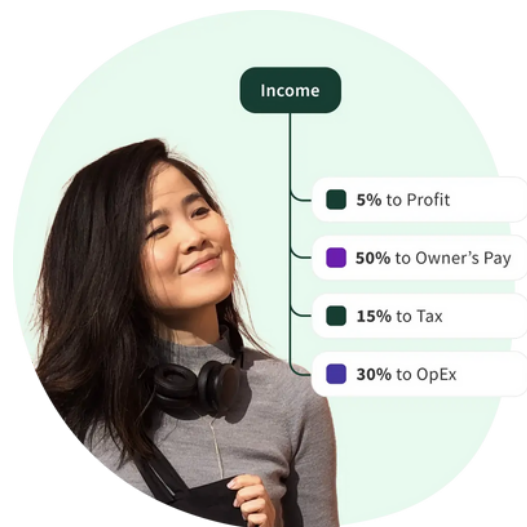 Income
5% to Profit
50% to Owner’s Pay
15% to Tax
30% to OpEx